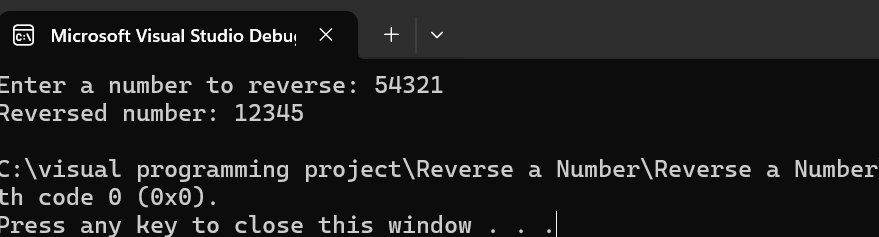 Microsoft Visual Studio Debu
Enter a number to reverse: 54321
Reversed number: 12345
C:\visual programming project\Reverse a Number\Reverse a Number
th code 0 (0x0).
Press any key to close this window . . .